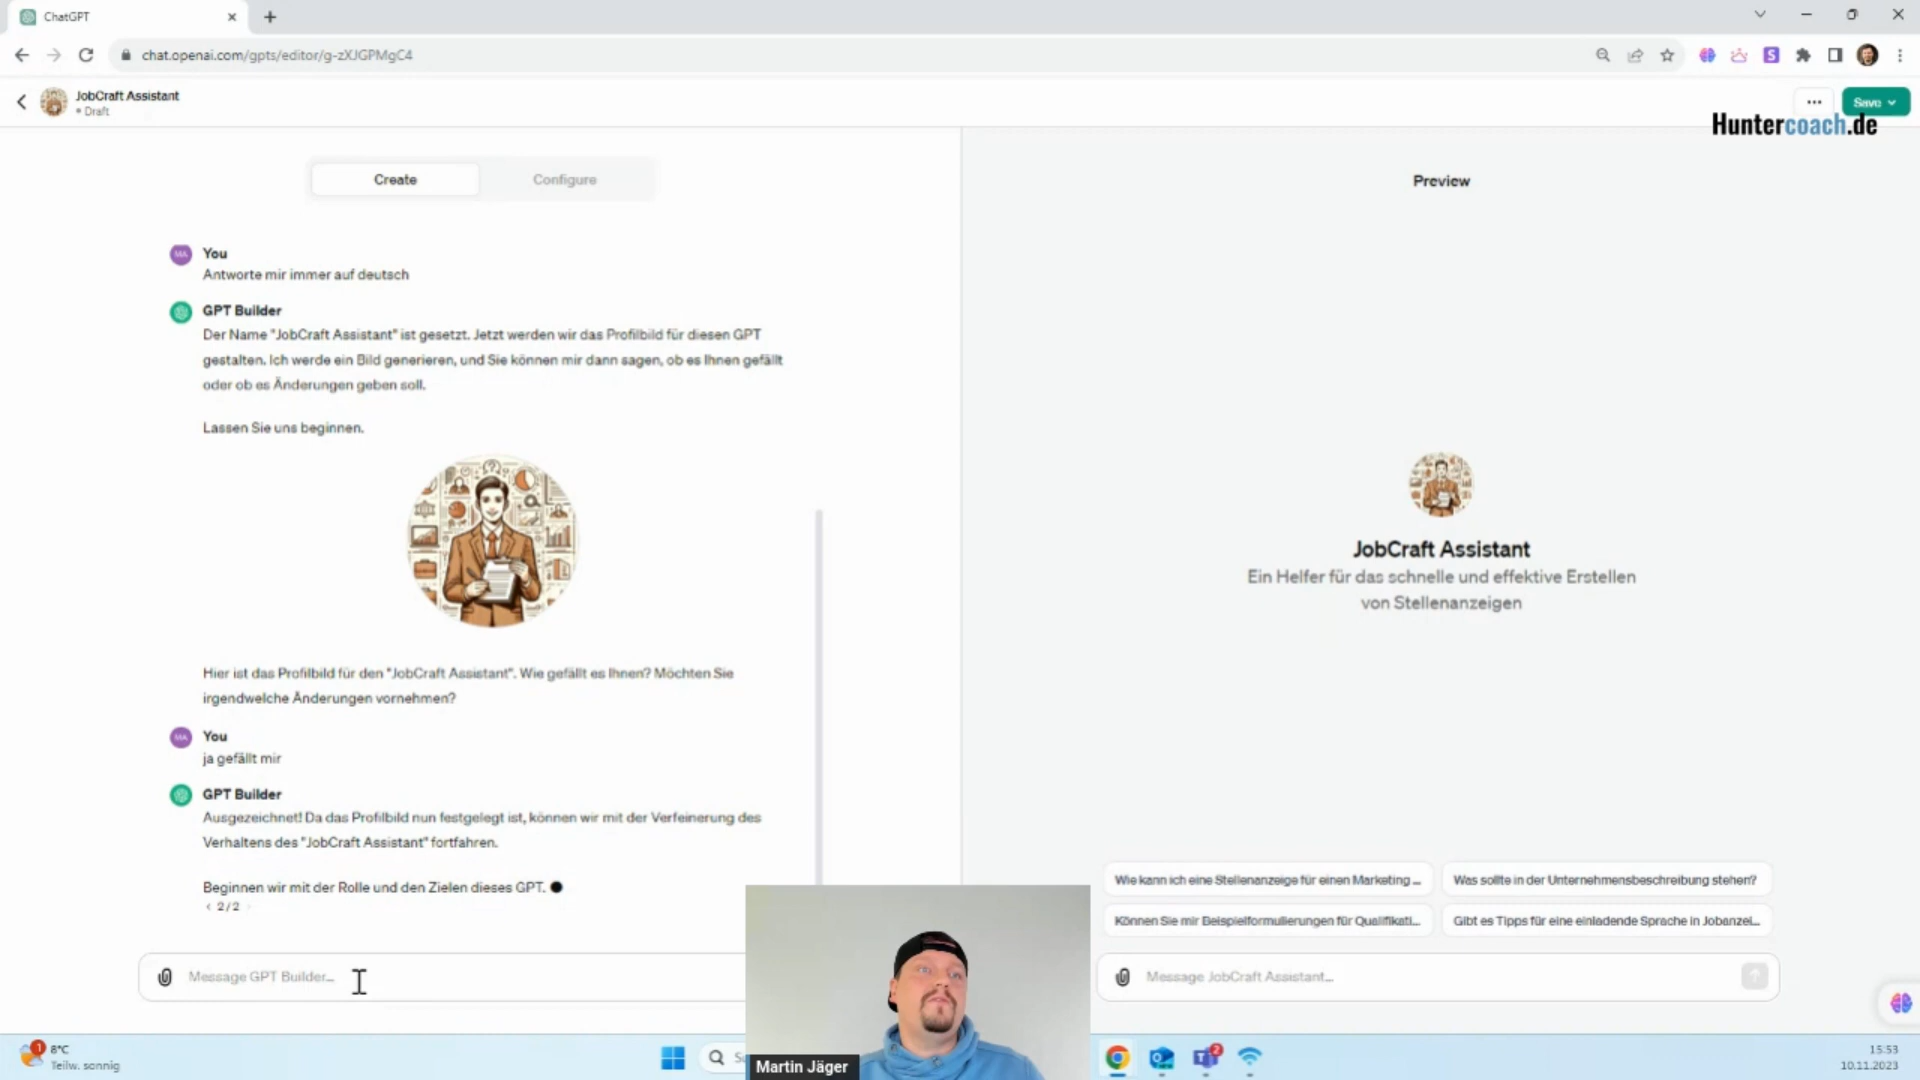 ChatGPT
chat.openai.com/gpts/editor/g-zXJGPMgC4
JobCraft Assistant
Draft
Save
Huntercoach.de
Create
Configure
Preview
You
Antworte mir immer auf deutsch
GPT Builder
Der Name "JobCraft Assistant" ist gesetzt. Jetzt werden wir das Profilbild für diesen GPT
gestalten. Ich werde ein Bild generieren, und Sie können mir dann sagen, ob es Ihnen gefällt
oder ob es Änderungen geben soll.
Lassen Sie uns beginnen.
Hier ist das Profilbild für den "JobCraft Assistant". Wie gefällt es Ihnen? Möchten Sie
irgendwelche Änderungen vornehmen?
You
ja gefällt mir
GPT Builder
Ausgezeichnet! Da das Profilbild nun festgelegt ist, können wir mit der Verfeinerung des
Verhaltens des "JobCraft Assistant" fortfahren.
Beginnen wir mit der Rolle und den Zielen dieses GPT.
2/2
Message GPT Builder...
JobCraft Assistant
Ein Helfer für das schnelle und effektive Erstellen
von Stellenanzeigen
Wie kann ich eine Stellenanzeige für einen Marketing ...
Was sollte in der Unternehmensbeschreibung stehen?
Können Sie mir Beispielformulierungen für Qualifikati...
Gibt es Tipps für eine einladende Sprache in Jobanzei...
Message JobCraft Assistant...
Martin Jäger
1
8°C
Teilw. sonnig
2
15:53
10.11.2023